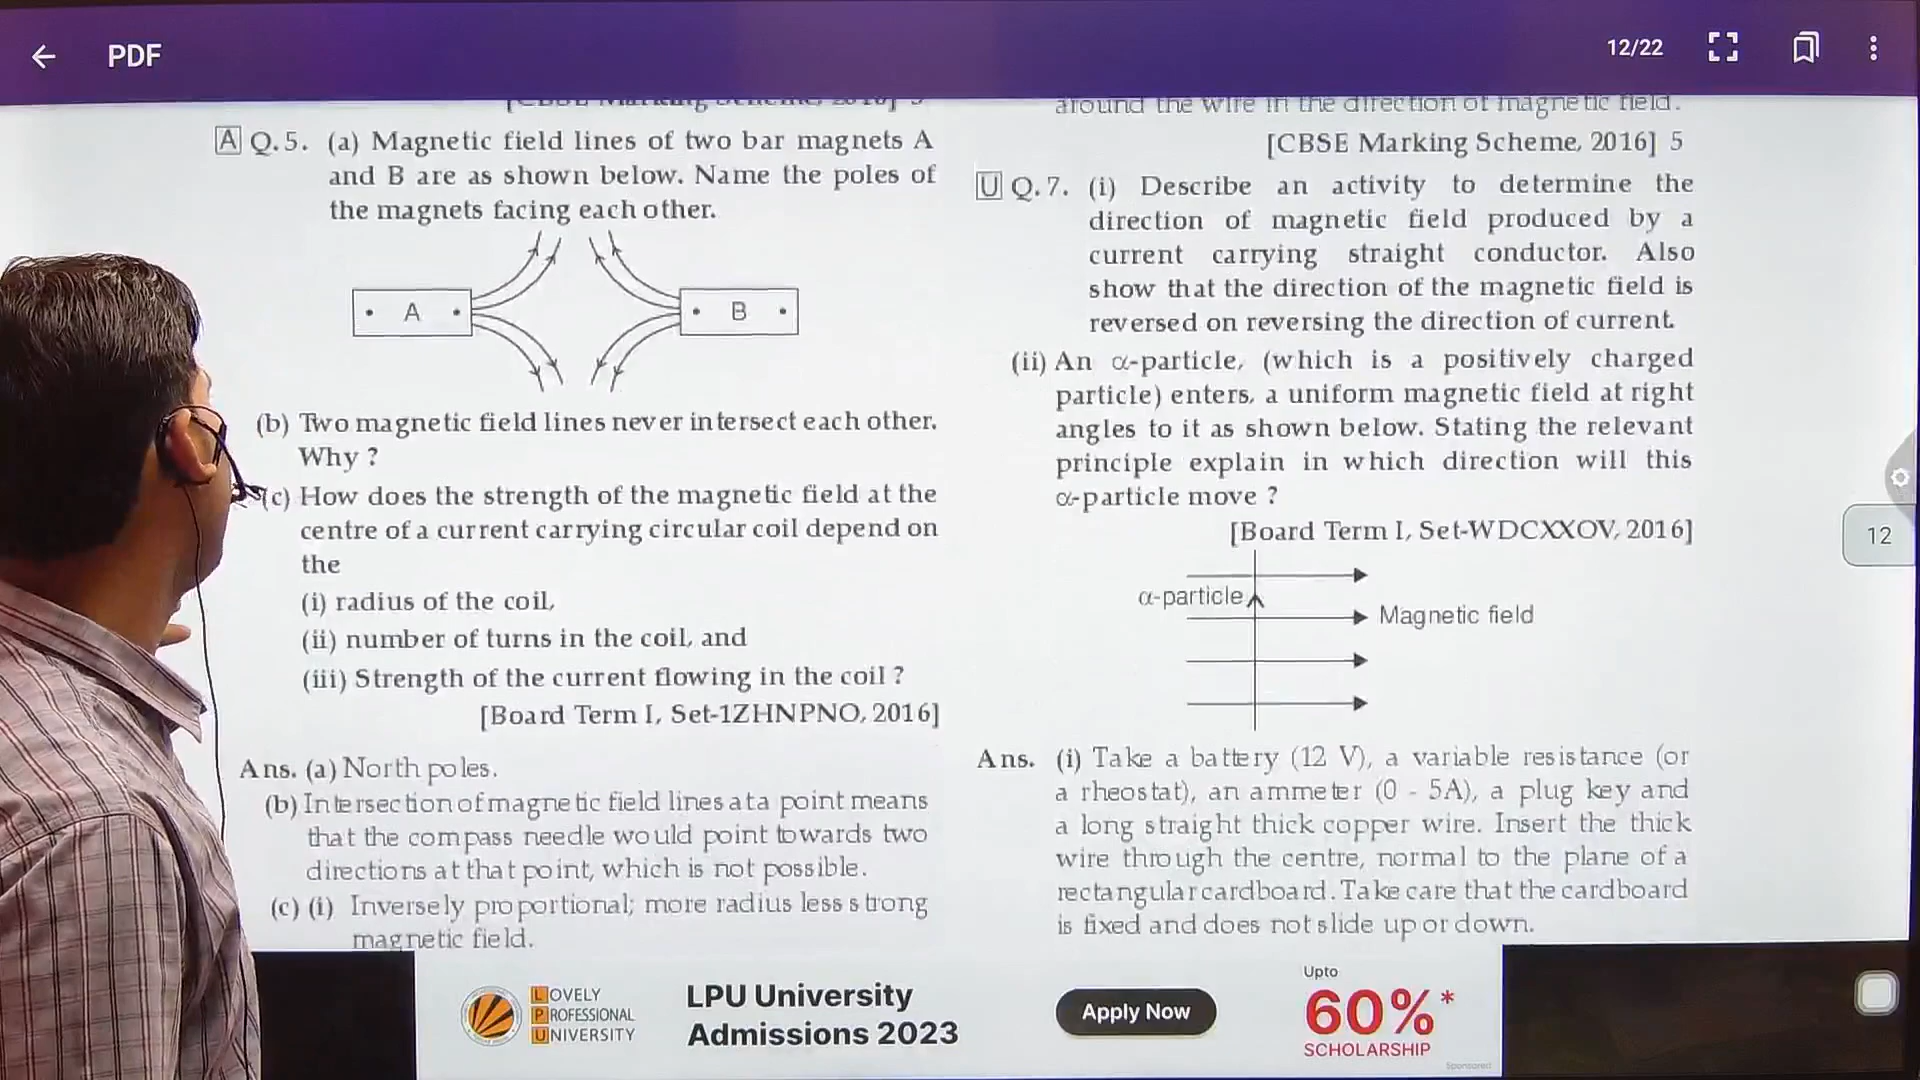 PDF
12/22
A Q. 5. (a) Magnetic field lines of two bar magnets A
and B are as shown below. Name the poles of
the magnets facing each other.
A
B
(b) Two magnetic field lines never intersect each other.
Why ?
(c) How does the strength of the magnetic field at the
centre of a current carrying circular coil depend on
the
(i) radius of the coil,
(ii) number of turns in the coil, and
(iii) Strength of the current flowing in the coil ?
[Board Term I, Set-1ZHNPNO, 2016]
Ans. (a) North poles.
(b) Intersection of magnetic field lines at a point means
that the compass needle would point towards two
directions at that point, which is not possible.
(c) (i) Inversely proportional; more radius less strong
magnetic field.
around the wire in the direction of magnetic field.
[CBSE Marking Scheme, 2016] 5
U Q. 7. (i) Describe an activity to determine the
direction of magnetic field produced by a
current carrying straight conductor. Also
show that the direction of the magnetic field is
reversed on reversing the direction of current.
(ii) An α-particle, (which is a positively charged
particle) enters, a uniform magnetic field at right
angles to it as shown below. Stating the relevant
principle explain in which direction will this
α-particle move ?
[Board Term I, Set-WDCXXOV, 2016]
α-particle
Magnetic field
Ans. (i) Take a battery (12 V), a variable resistance (or
a rheostat), an ammeter (0 - 5A), a plug key and
a long straight thick copper wire. Insert the thick
wire through the centre, normal to the plane of a
rectangular cardboard. Take care that the cardboard
is fixed and does not slide up or down.
12
LOVELY
PROFESSIONAL
UNIVERSITY
LPU University
Admissions 2023
Apply Now
Upto
60%*
SCHOLARSHIP
Sponsored